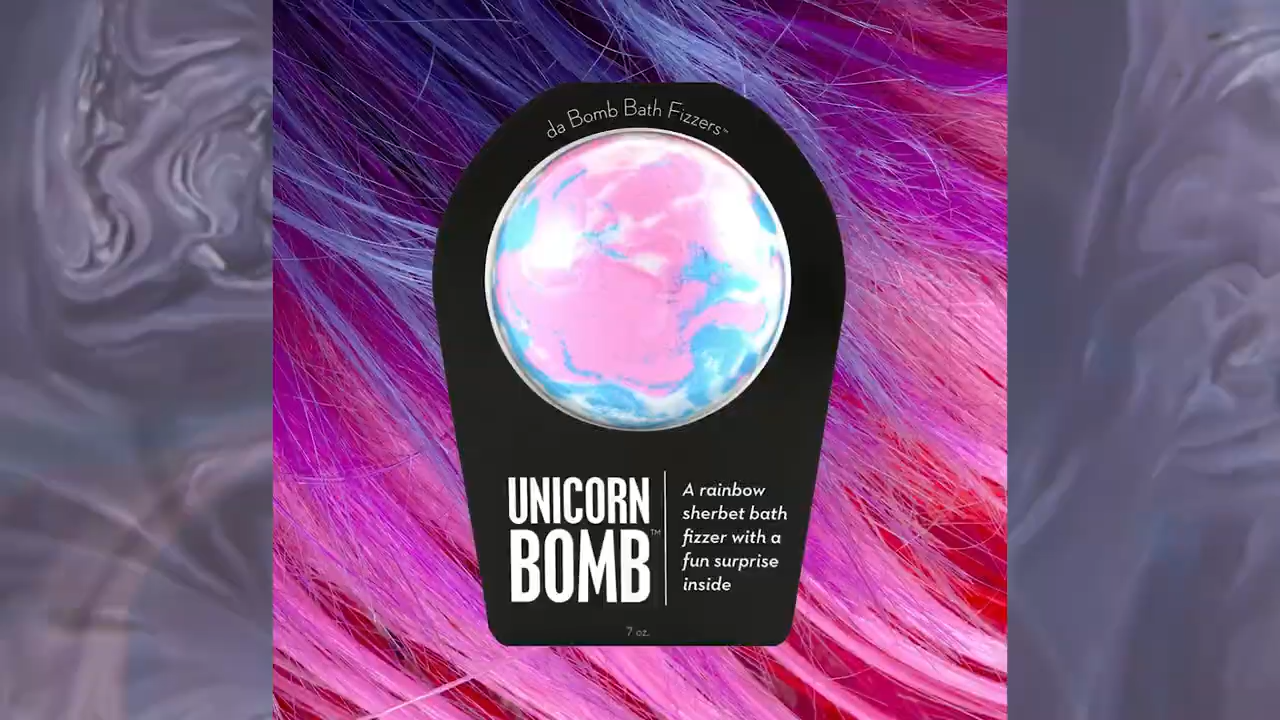 da Bomb Bath Fizzers™
UNICORN
BOMB™
A rainbow
sherbet bath
fizzer with a
fun surprise
inside
7 oz.